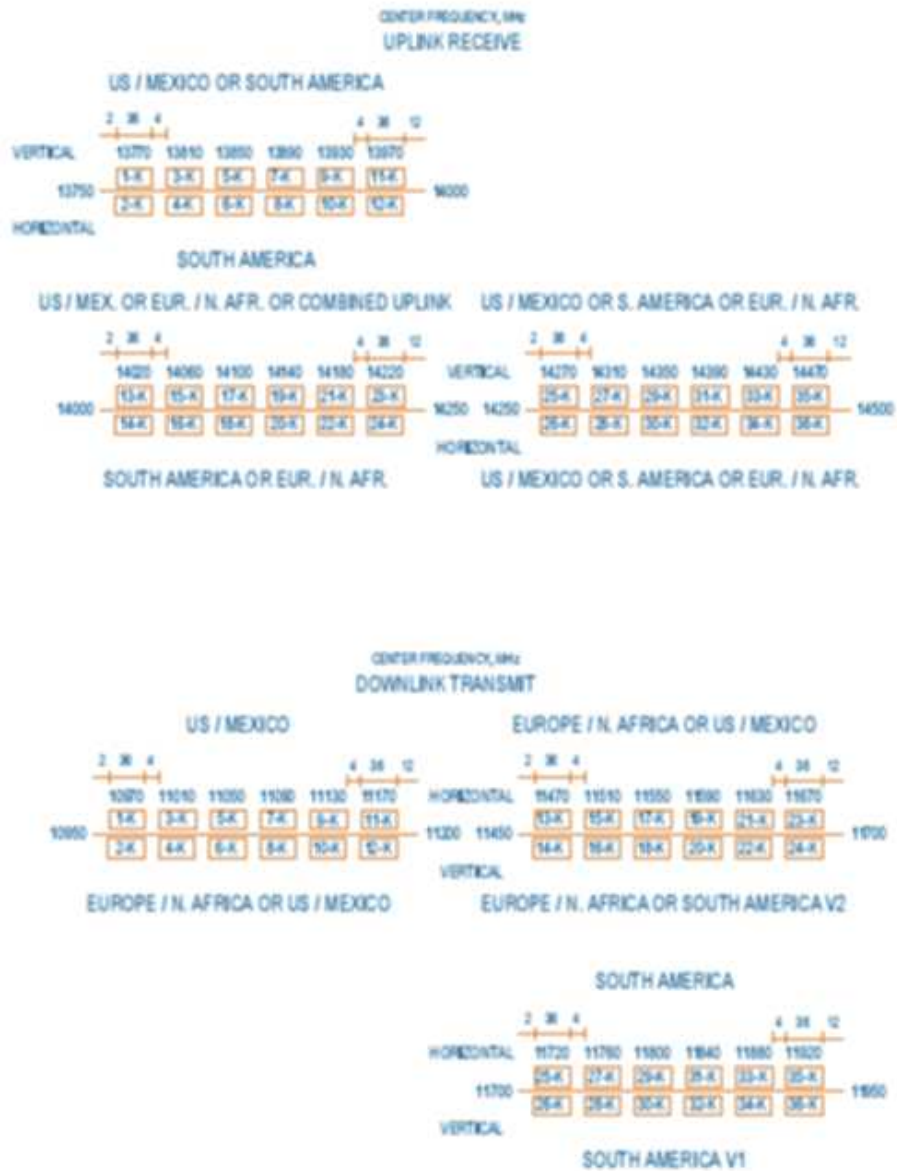 CENTER FREQUENCY, MHz
UPLINK RECEIVE
US / MEXICO OR SOUTH AMERICA
2 36 4 4 36 12
VERTICAL 13770 13810 13850 13890 13930 13970
1-K 3-K 5-K 7-K 9-K 11-K
13750 14000
2-K 4-K 6-K 8-K 10-K 12-K
HORIZONTAL
SOUTH AMERICA
US / MEX. OR EUR. / N. AFR. OR COMBINED UPLINK US / MEXICO OR S. AMERICA OR EUR. / N. AFR.
2 36 4 4 36 12 2 36 4 4 36 12
14020 14060 14100 14140 14180 14220 VERTICAL 14270 14310 14350 14390 14430 14470
13-K 15-K 17-K 19-K 21-K 23-K 25-K 27-K 29-K 31-K 33-K 35-K
14000 14250 14250 14500
14-K 16-K 18-K 20-K 22-K 24-K 26-K 28-K 30-K 32-K 34-K 36-K
HORIZONTAL
SOUTH AMERICA OR EUR. / N. AFR. US / MEXICO OR S. AMERICA OR EUR. / N. AFR.
CENTER FREQUENCY, MHz
DOWNLINK TRANSMIT
US / MEXICO EUROPE / N. AFRICA OR US / MEXICO
2 36 4 4 36 12 2 36 4 4 36 12
10970 11010 11050 11090 11130 11170 HORIZONTAL 11470 11510 11550 11590 11630 11670
1-K 3-K 5-K 7-K 9-K 11-K 13-K 15-K 17-K 19-K 21-K 23-K
10950 11200 11450 11700
2-K 4-K 6-K 8-K 10-K 12-K 14-K 16-K 18-K 20-K 22-K 24-K
VERTICAL
EUROPE / N. AFRICA OR US / MEXICO EUROPE / N. AFRICA OR SOUTH AMERICA V2
SOUTH AMERICA
2 36 4 4 36 12
HORIZONTAL 11720 11760 11800 11840 11880 11920
25-K 27-K 29-K 31-K 33-K 35-K
11700 11950
26-K 28-K 30-K 32-K 34-K 36-K
VERTICAL
SOUTH AMERICA V1